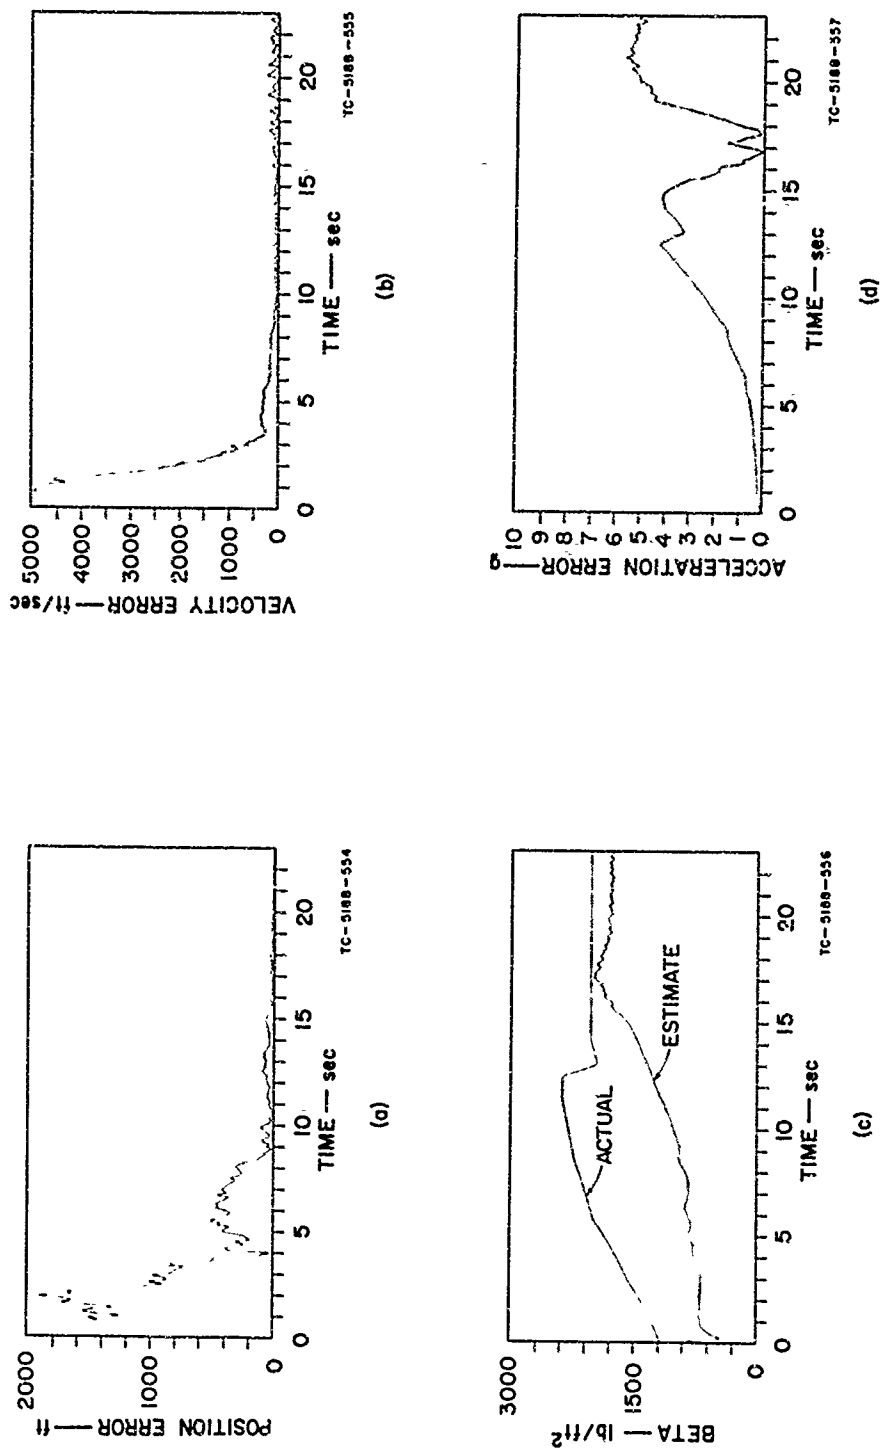 5000
4000
3000
2000
1000
0
VELOCITY ERROR — ft/sec
0 5 10 15 20
TIME — sec
TC-5188-555
(b)
10
9
8
7
6
5
4
3
2
1
0
ACCELERATION ERROR — g
0 5 10 15 20
TIME — sec
TC-5188-557
(d)
2000
1000
0
POSITION ERROR — ft
0 5 10 15 20
TIME — sec
TC-5188-554
(a)
3000
1500
0
BETA — lb/ft²
ACTUAL
ESTIMATE
0 5 10 15 20
TIME — sec
TC-5188-556
(c)